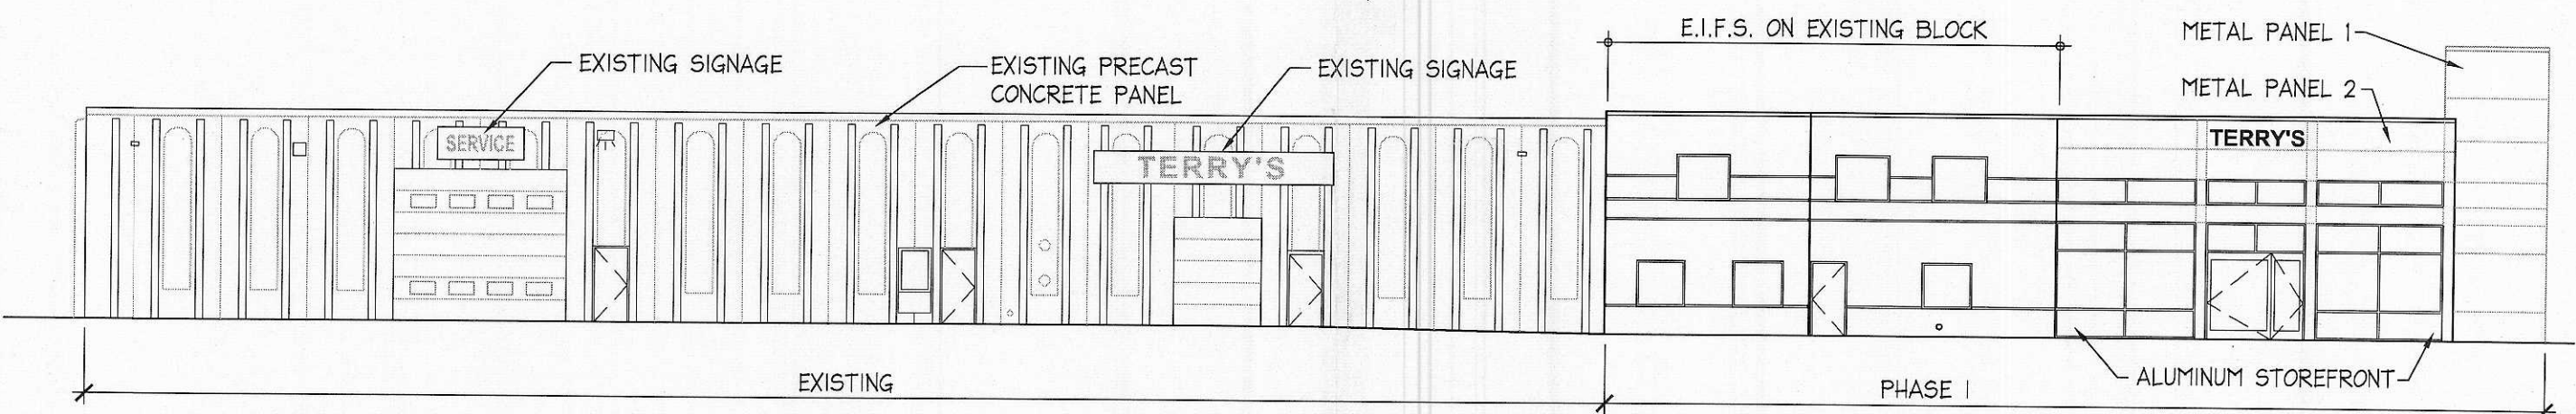 E.I.F.S. ON EXISTING BLOCK
METAL PANEL 1
EXISTING SIGNAGE
EXISTING PRECAST
CONCRETE PANEL
EXISTING SIGNAGE
METAL PANEL 2
SERVICE
TERRY'S
TERRY'S
EXISTING
PHASE I
ALUMINUM STOREFRONT